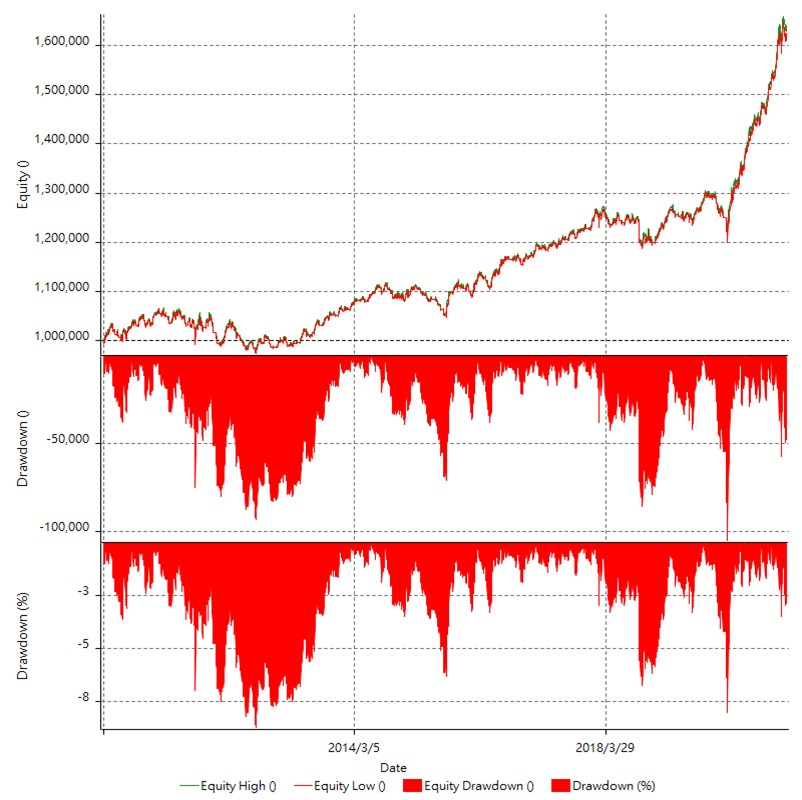 1,600,000
1,500,000
1,400,000
1,300,000
1,200,000
1,100,000
1,000,000
Equity ()
-50,000
-100,000
Drawdown ()
-3
-5
-8
Drawdown (%)
2014/3/5 2018/3/29
Date
Equity High () Equity Low () Equity Drawdown () Drawdown (%)